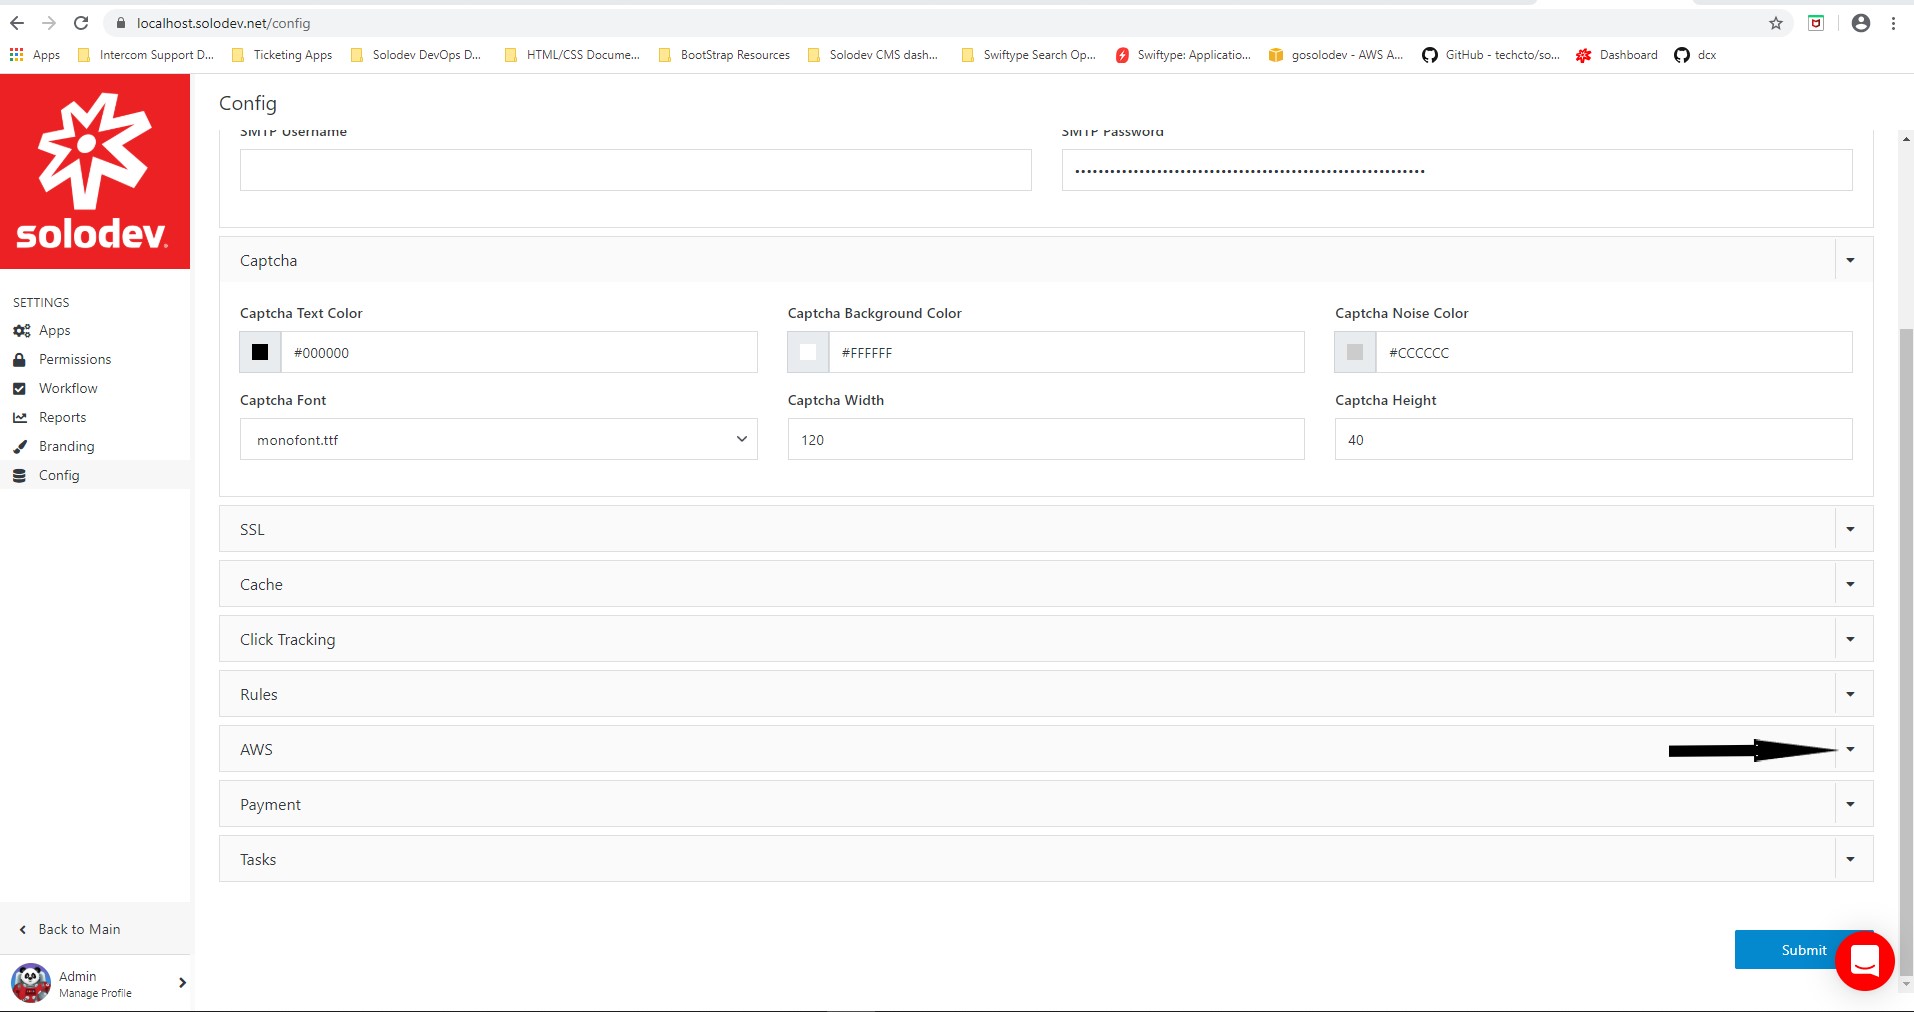 localhost.solodev.net/config
Apps
Intercom Support D...
Ticketing Apps
Solodev DevOps D...
HTML/CSS Docume...
BootStrap Resources
Solodev CMS dash...
Swiftype Search Op...
Swiftype: Applicatio...
gosolodev - AWS A...
GitHub - techcto/so...
Dashboard
dcx
solodev
SETTINGS
Apps
Permissions
Workflow
Reports
Branding
Config
Back to Main
Admin
Manage Profile
Config
SMTP Username
SMTP Password
Captcha
Captcha Text Color
Captcha Background Color
Captcha Noise Color
#000000
#FFFFFF
#CCCCCC
Captcha Font
Captcha Width
Captcha Height
monofont.ttf
120
40
SSL
Cache
Click Tracking
Rules
AWS
Payment
Tasks
Submit